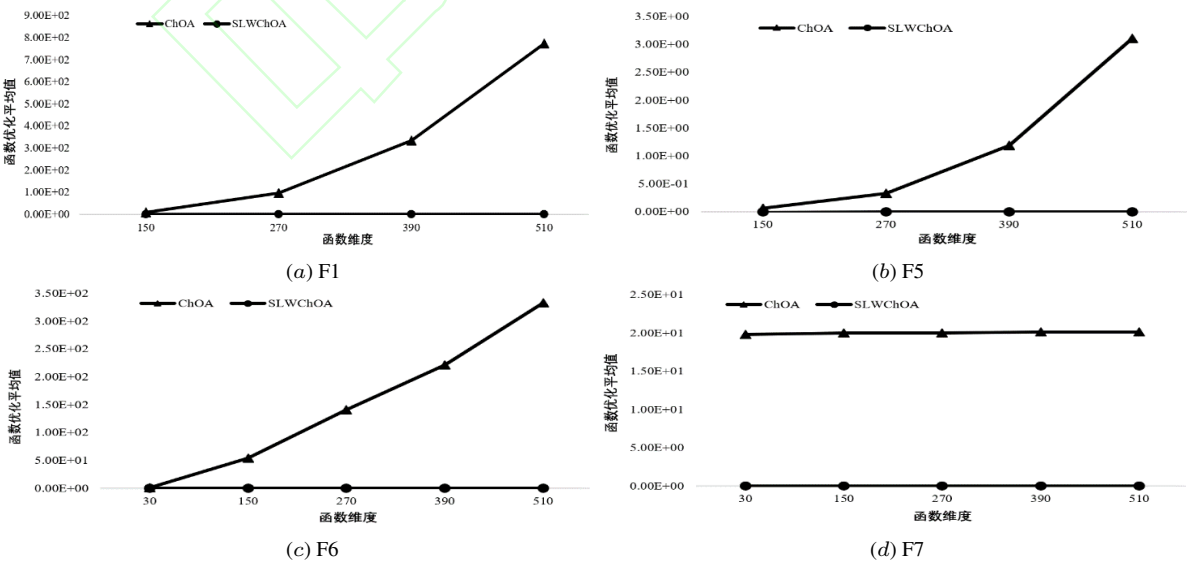 ChOA SLWChOA
9.00E+02
8.00E+02
7.00E+02
6.00E+02
5.00E+02
4.00E+02
3.00E+02
2.00E+02
1.00E+02
0.00E+00
函数优化平均值
150 270 390 510
函数维度
(a) F1
ChOA SLWChOA
3.50E+00
3.00E+00
2.50E+00
2.00E+00
1.50E+00
1.00E+00
5.00E-01
0.00E+00
函数优化平均值
150 270 390 510
函数维度
(b) F5
ChOA SLWChOA
3.50E+02
3.00E+02
2.50E+02
2.00E+02
1.50E+02
1.00E+02
5.00E+01
0.00E+00
函数优化平均值
30 150 270 390 510
函数维度
(c) F6
ChOA SLWChOA
2.50E+01
2.00E+01
1.50E+01
1.00E+01
5.00E+00
0.00E+00
函数优化平均值
30 150 270 390 510
函数维度
(d) F7